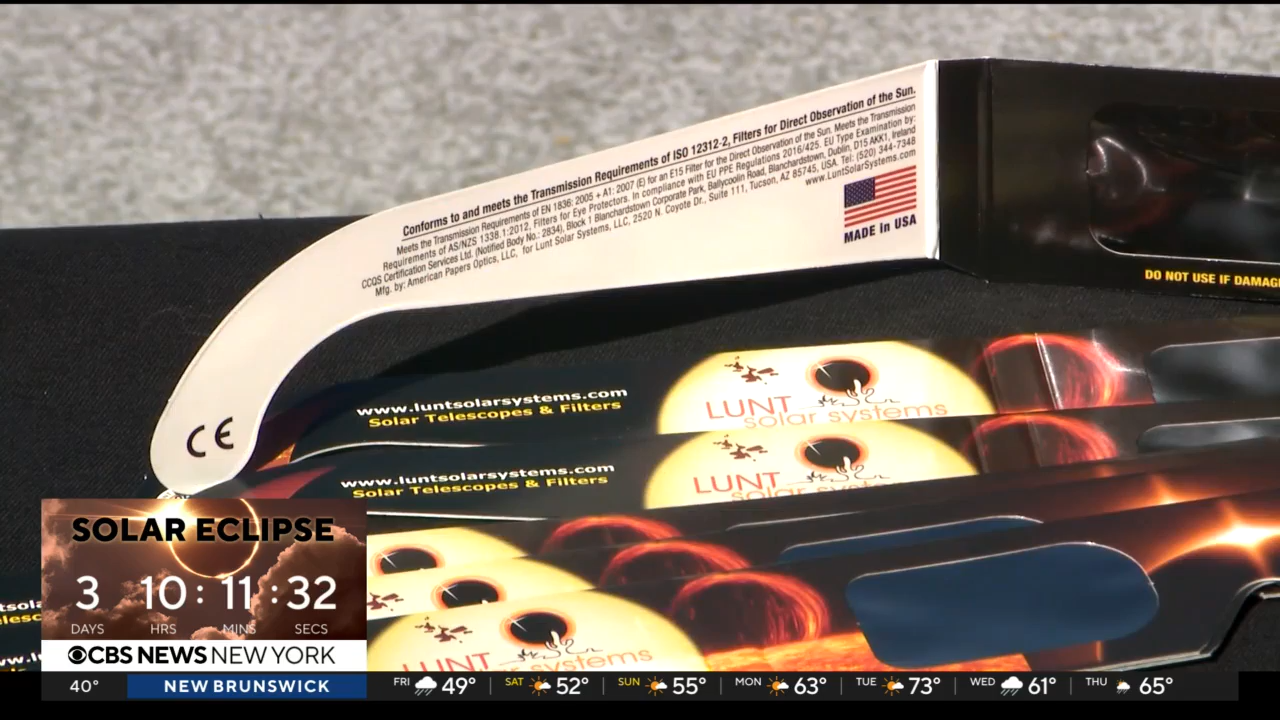 Conforms to and meets the Transmission Requirements of ISO 12312-2, Filters for Direct Observation of the Sun.
Meets the Transmission Requirements of EN 1836: 2005 + A1: 2007 (E) for an E15 Filter for the Direct Observation of the Sun. Meets the Transmission
Requirements of AS/NZS 1338.1:2012, Filters for Eye Protectors. In compliance with EU PPE Regulations 2016/425. EU Type Examination by:
CCQS Certification Services Ltd. (Notified Body No.: 2834), Block 1 Blanchardstown Corporate Park, Ballycoolin Road, Blanchardstown, Dublin, D15 AKK1, Ireland
Mfg. by: American Papers Optics, LLC, for Lunt Solar Systems, LLC, 2520 N. Coyote Dr., Suite 111, Tucson, AZ 85745, USA. Tel: (520) 344-7348
www.LuntSolarSystems.com
MADE in USA
DO NOT USE IF DAMAG
CE
www.luntsolarsystems.com
Solar Telescopes & Filters
LUNT
solar systems
www.luntsolarsystems.com
Solar Telescopes & Filters
LUNT
solar syste
LUNT
ar systems
SOLAR ECLIPSE
3 10 : 11 : 32
DAYS HRS MINS SECS
CBS NEWS NEW YORK
40° NEW BRUNSWICK
FRI 49° SAT 52° SUN 55° MON 63° TUE 73° WED 61° THU 65°